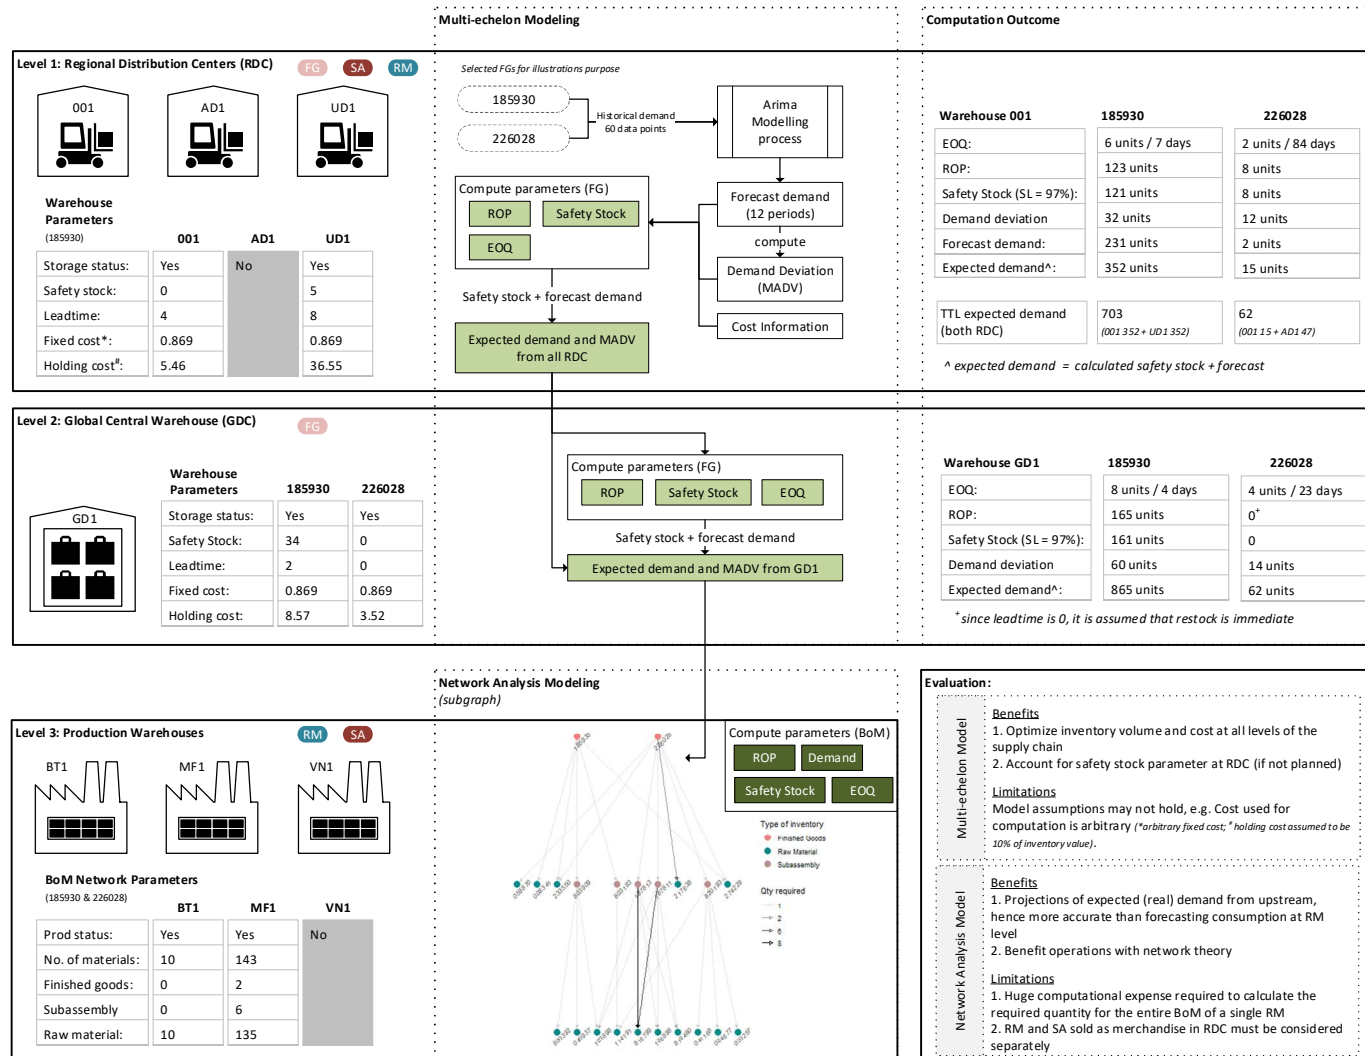 Multi-echelon Modeling
Computation Outcome
Level 1: Regional Distribution Centers (RDC)
FG
SA
RM
001
AD1
UD1
Warehouse
Parameters
(185930)
001
AD1
UD1
Storage status:
Yes
No
Yes
Safety stock:
0
5
Leadtime:
4
8
Fixed cost*:
0.869
0.869
Holding cost#:
5.46
36.55
Selected FGs for illustrations purpose
185930
226028
Historical demand
60 data points
Arima
Modelling
process
Compute parameters (FG)
ROP
Safety Stock
EOQ
Forecast demand
(12 periods)
compute
Demand Deviation
(MADV)
Cost Information
Safety stock + forecast demand
Expected demand and MADV
from all RDC
Warehouse 001
185930
226028
EOQ:
6 units / 7 days
2 units / 84 days
ROP:
123 units
8 units
Safety Stock (SL = 97%):
121 units
8 units
Demand deviation
32 units
12 units
Forecast demand:
231 units
2 units
Expected demand^:
352 units
15 units
TTL expected demand
(both RDC)
703
(001 352 + UD1 352)
62
(001 15 + AD1 47)
^ expected demand = calculated safety stock + forecast
Level 2: Global Central Warehouse (GDC)
FG
GD1
Warehouse
Parameters
185930
226028
Storage status:
Yes
Yes
Safety Stock:
34
0
Leadtime:
2
0
Fixed cost:
0.869
0.869
Holding cost:
8.57
3.52
Compute parameters (FG)
ROP
Safety Stock
EOQ
Safety stock + forecast demand
Expected demand and MADV from GD1
Warehouse GD1
185930
226028
EOQ:
8 units / 4 days
4 units / 23 days
ROP:
165 units
0+
Safety Stock (SL = 97%):
161 units
0
Demand deviation
60 units
14 units
Expected demand^:
865 units
62 units
+ since leadtime is 0, it is assumed that restock is immediate
Network Analysis Modeling
(subgraph)
Level 3: Production Warehouses
RM
SA
BT1
MF1
VN1
BoM Network Parameters
(185930 & 226028)
BT1
MF1
VN1
Prod status:
Yes
Yes
No
No. of materials:
10
143
Finished goods:
0
2
Subassembly
0
6
Raw material:
10
135
185930
226028
Compute parameters (BoM)
ROP
Demand
Safety Stock
EOQ
Type of inventory
Finished Goods
Raw Material
Subassembly
Qty required
1
2
6
8
Evaluation:
Multi-echelon Model
Benefits
1. Optimize inventory volume and cost at all levels of the
supply chain
2. Account for safety stock parameter at RDC (if not planned)
Limitations
Model assumptions may not hold, e.g. Cost used for
computation is arbitrary (*arbitrary fixed cost; # holding cost assumed to be
10% of inventory value).
Network Analysis Model
Benefits
1. Projections of expected (real) demand from upstream,
hence more accurate than forecasting consumption at RM
level
2. Benefit operations with network theory
Limitations
1. Huge computational expense required to calculate the
required quantity for the entire BoM of a single RM
2. RM and SA sold as merchandise in RDC must be considered
separately